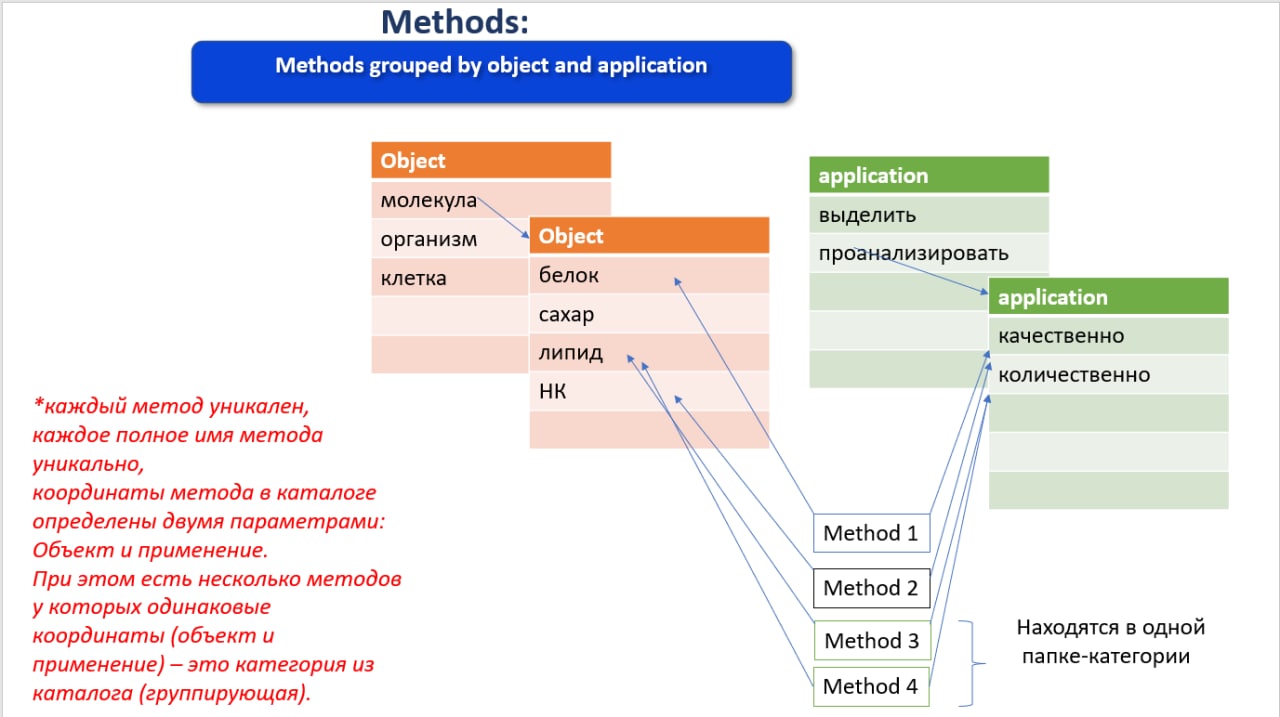 Methods:
Methods grouped by object and application
Object
молекула
организм
клетка
Object
белок
сахар
липид
НК
application
выделить
проанализировать
application
качественно
количественно
*каждый метод уникален,
каждое полное имя метода
уникально,
координаты метода в каталоге
определены двумя параметрами:
Объект и применение.
При этом есть несколько методов
у которых одинаковые
координаты (объект и
применение) – это категория из
каталога (группирующая).
Method 1
Method 2
Method 3
Method 4
Находятся в одной
папке-категории